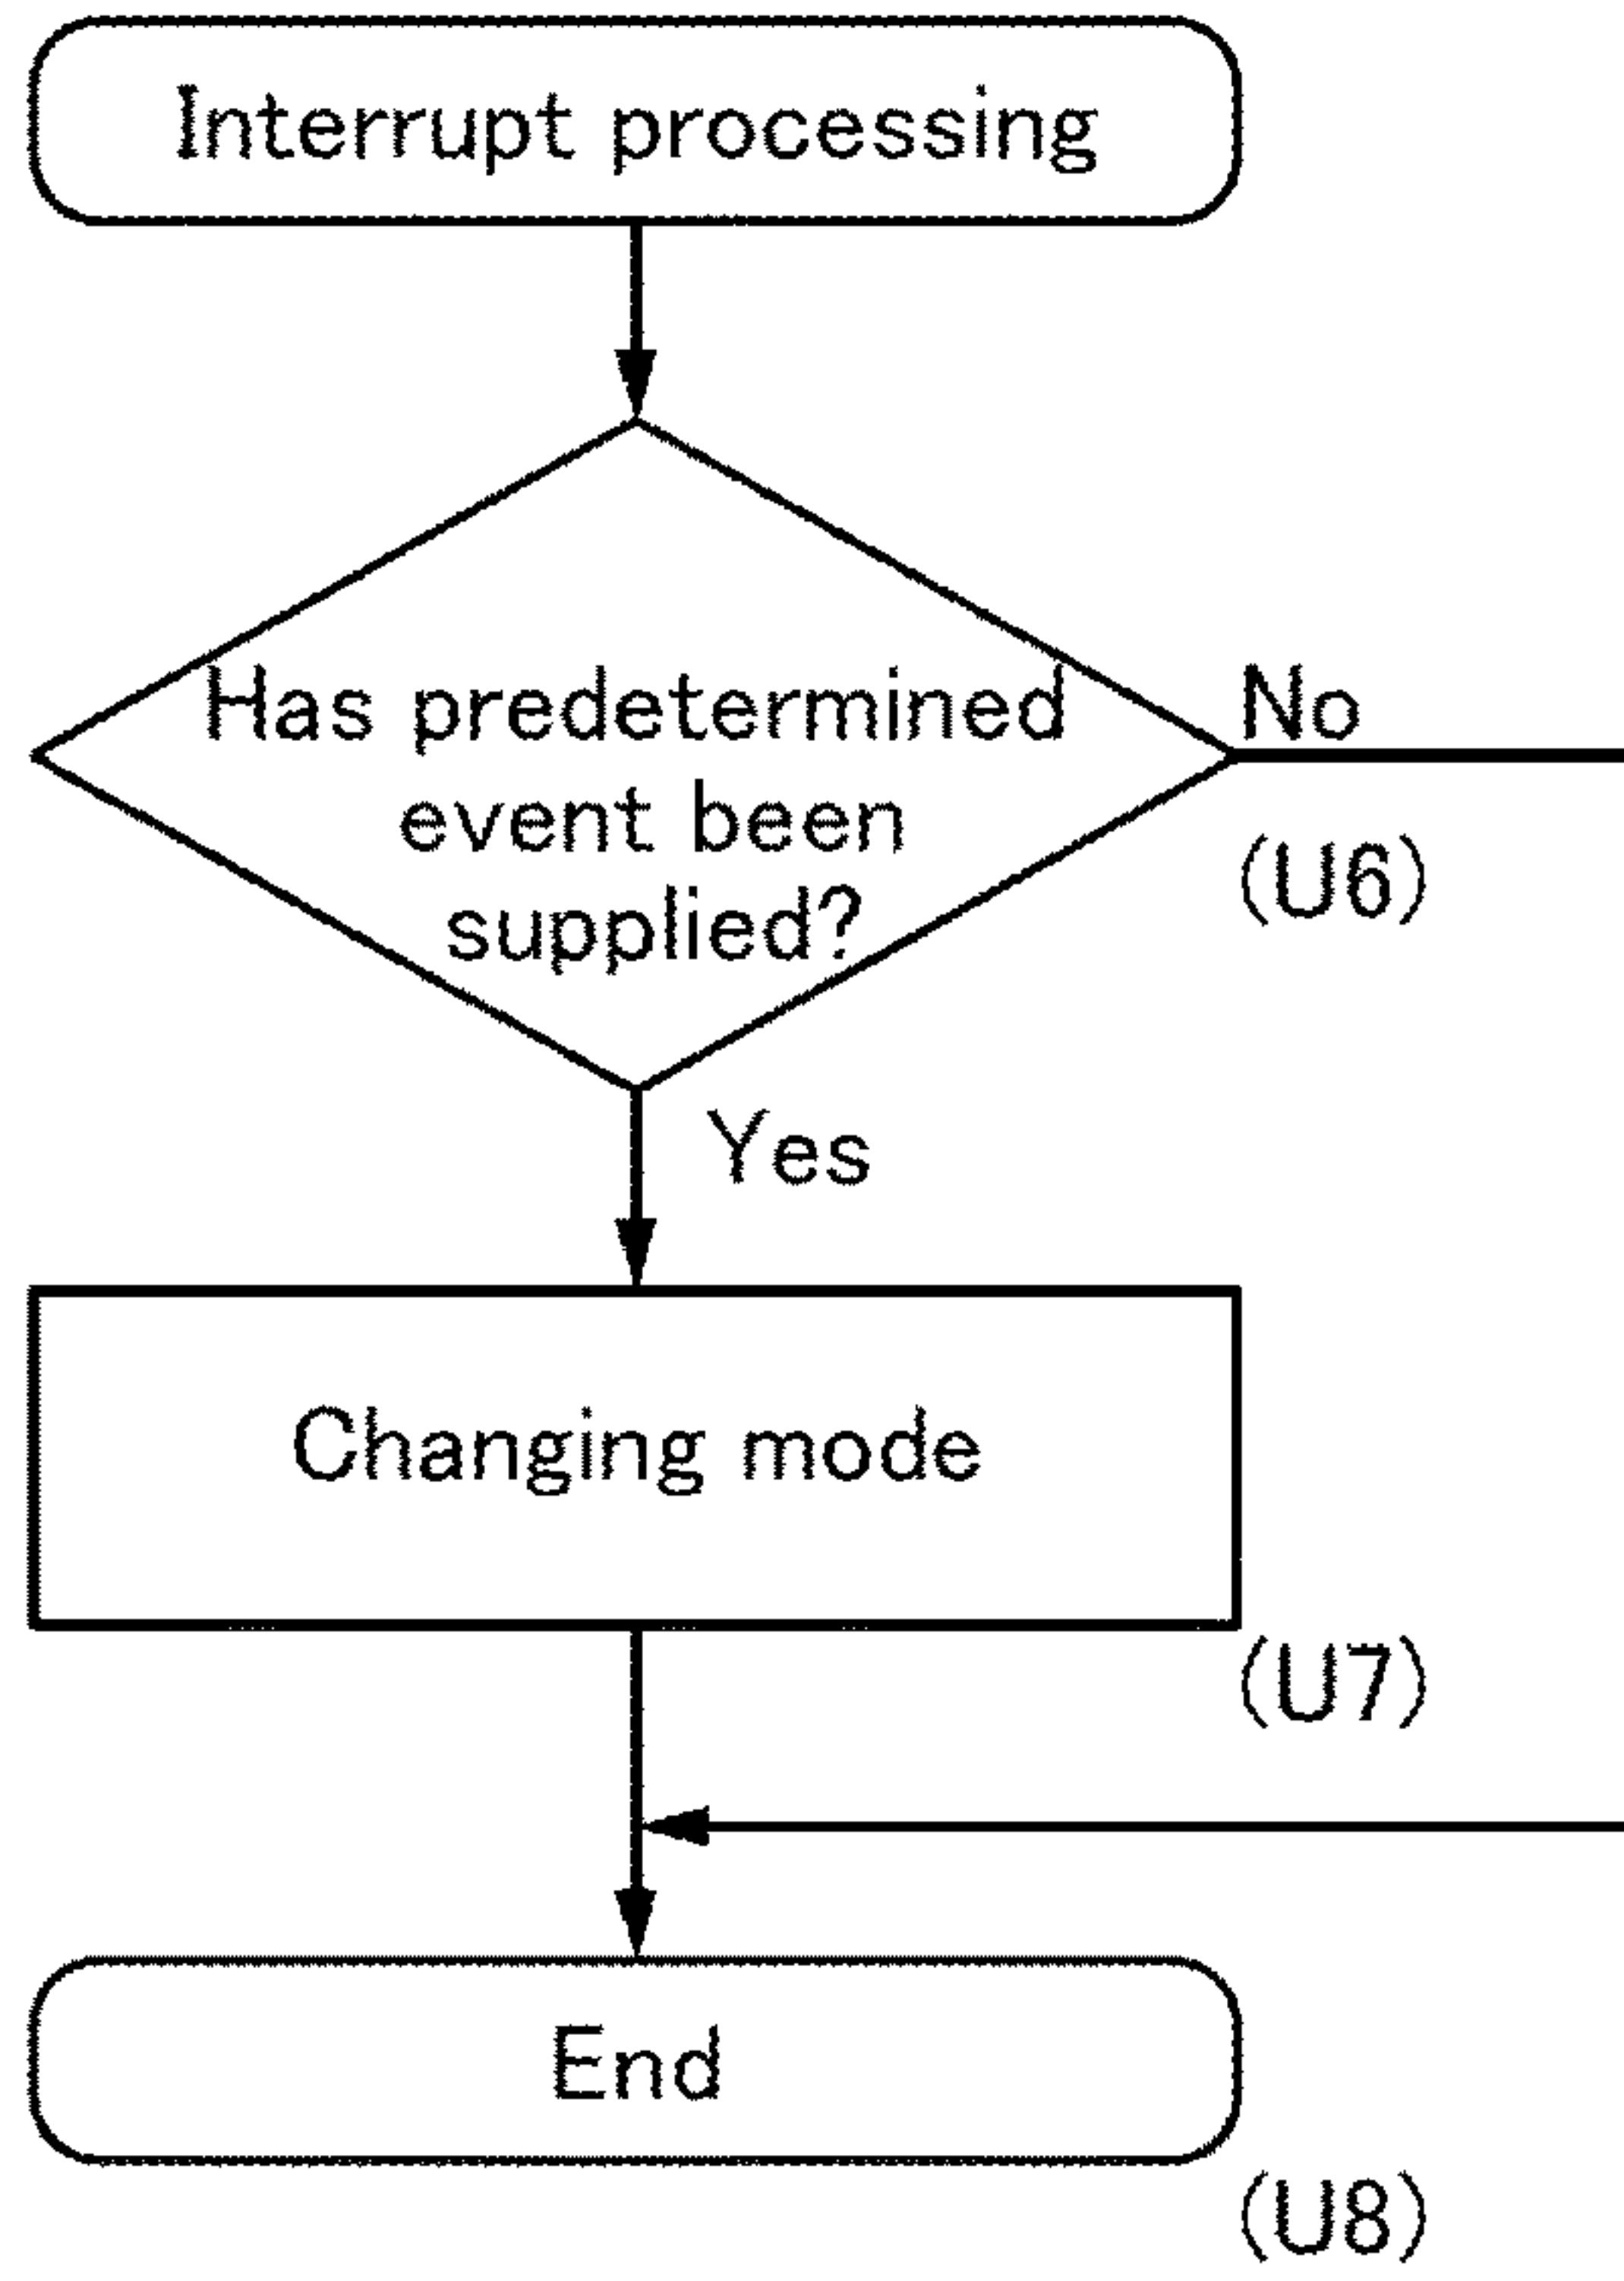 Interrupt processing
Has predetermined
event been
supplied?
No
(U6)
Yes
Changing mode
(U7)
End
(U8)